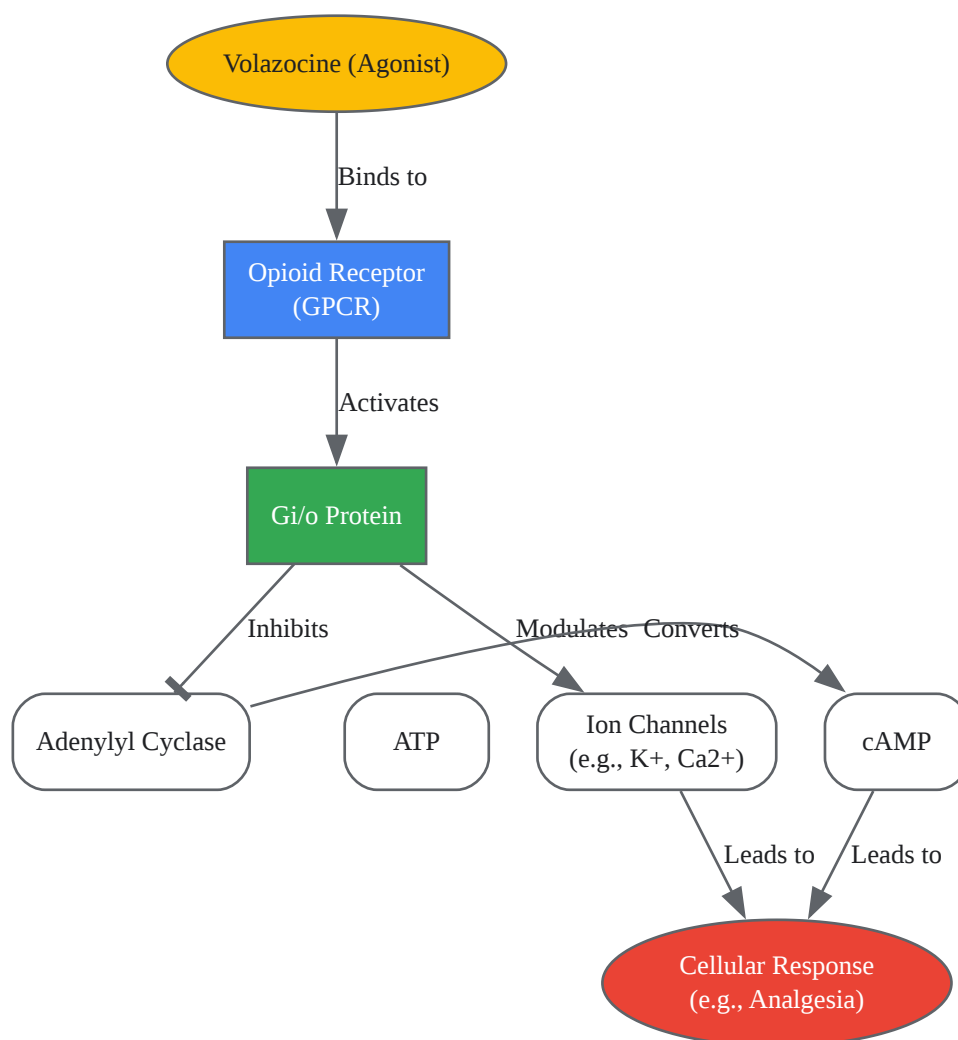 Volazocine (Agonist)
Binds to
Opioid Receptor
(GPCR)
Activates
Gi/o Protein
Inhibits
Modulates
Converts
Adenylyl Cyclase
ATP
Ion Channels
(e.g., K+, Ca2+)
cAMP
Leads to
Leads to
Cellular Response
(e.g., Analgesia)